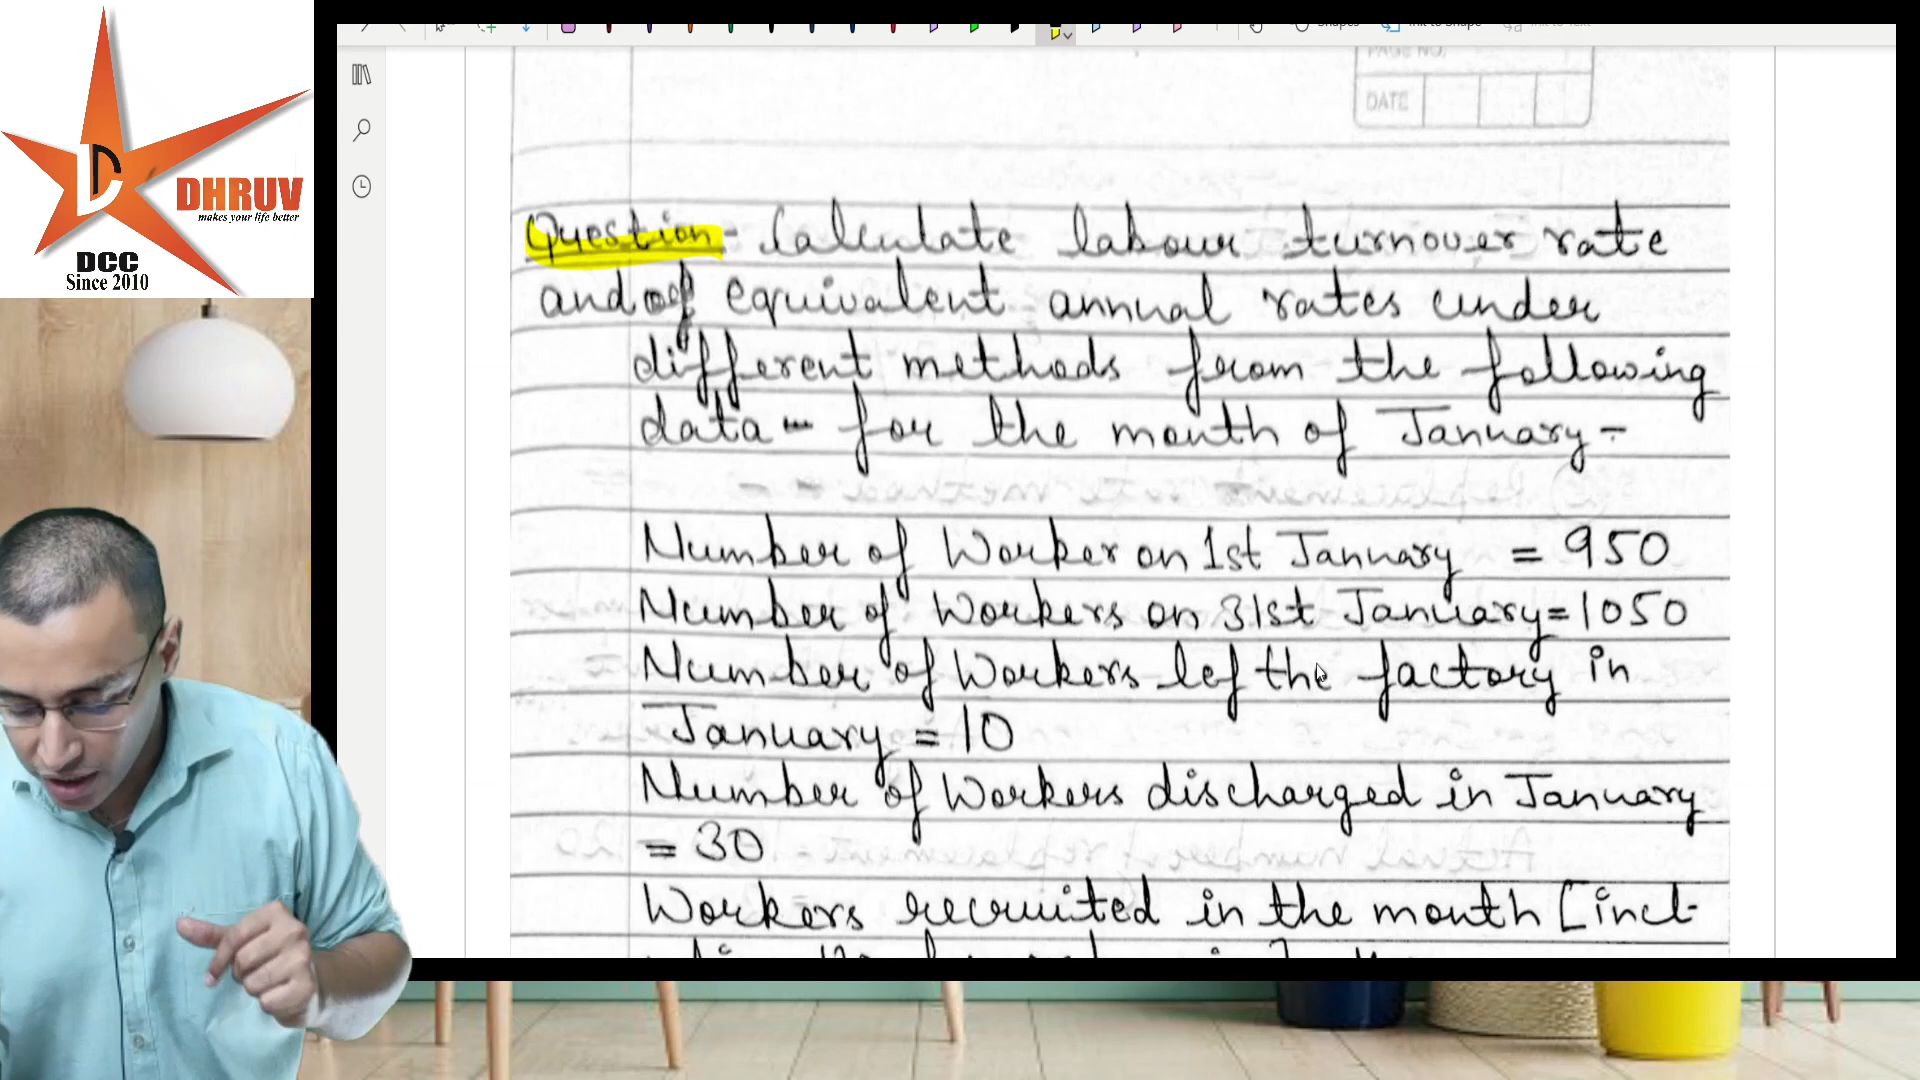 DHRUV
makes your life better
DCC
Since 2010
PAGE NO.
DATE
Question - Calculate labour turnover rate
and of equivalent annual rates under
different methods from the following
data - for the month of January -
Number of Worker on 1st January = 950
Number of Workers on 31st January = 1050
Number of Workers lef the factory in
January = 10
Number of Workers discharged in January
= 30
Workers recruited in the month [incl-